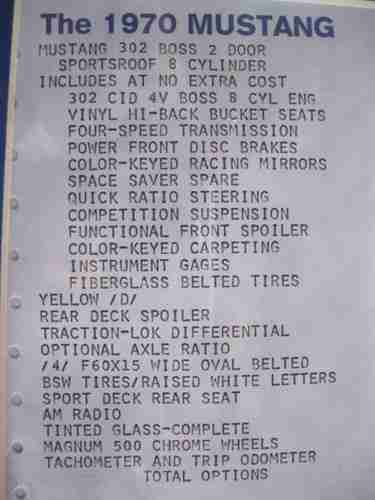 The 1970 MUSTANG
MUSTANG 302 BOSS 2 DOOR
SPORTSROOF 8 CYLINDER
INCLUDES AT NO EXTRA COST
302 CID 4V BOSS 8 CYL ENG
VINYL HI-BACK BUCKET SEATS
FOUR-SPEED TRANSMISSION
POWER FRONT DISC BRAKES
COLOR-KEYED RACING MIRRORS
SPACE SAVER SPARE
QUICK RATIO STEERING
COMPETITION SUSPENSION
FUNCTIONAL FRONT SPOILER
COLOR-KEYED CARPETING
INSTRUMENT GAGES
FIBERGLASS BELTED TIRES
YELLOW /D/
REAR DECK SPOILER
TRACTION-LOK DIFFERENTIAL
OPTIONAL AXLE RATIO
/4/ F60X15 WIDE OVAL BELTED
BSW TIRES/RAISED WHITE LETTERS
SPORT DECK REAR SEAT
AM RADIO
TINTED GLASS-COMPLETE
MAGNUM 500 CHROME WHEELS
TACHOMETER AND TRIP ODOMETER
TOTAL OPTIONS